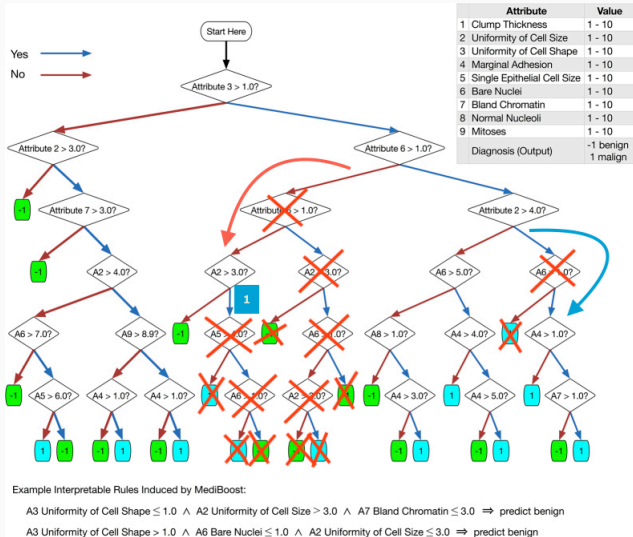 Start Here
Yes
No
Attribute Value
1 Clump Thickness 1 - 10
2 Uniformity of Cell Size 1 - 10
3 Uniformity of Cell Shape 1 - 10
4 Marginal Adhesion 1 - 10
5 Single Epithelial Cell Size 1 - 10
6 Bare Nuclei 1 - 10
7 Bland Chromatin 1 - 10
8 Normal Nucleoli 1 - 10
9 Mitoses 1 - 10
Diagnosis (Output) -1 benign
1 malign
Attribute 3 > 1.0?
Attribute 2 > 3.0? Attribute 6 > 1.0?
-1 Attribute 7 > 3.0? Attribute > 1.0? Attribute 2 > 4.0?
-1 A2 > 4.0? A2 > 3.0? A2 3.0? A6 > 5.0? A6 .0?
1
A6 > 7.0? A9 > 8.9? -1 A5 .0? A6 .0? A8 > 1.0? A4 > 4.0? A4 > 1.0?
-1 A5 > 6.0? A4 > 1.0? A4 > 1.0? A6 .0? A2 .0? -1 A4 > 3.0? 1 A4 > 5.0? 1 A7 > 1.0?
1 -1 -1 1 -1 1 -1 1 -1 1 -1 1
Example Interpretable Rules Induced by MediBoost:
A3 Uniformity of Cell Shape ≤ 1.0 ∧ A2 Uniformity of Cell Size > 3.0 ∧ A7 Bland Chromatin ≤ 3.0 ⇒ predict benign
A3 Uniformity of Cell Shape > 1.0 ∧ A6 Bare Nuclei ≤ 1.0 ∧ A2 Uniformity of Cell Size ≤ 3.0 ⇒ predict benign